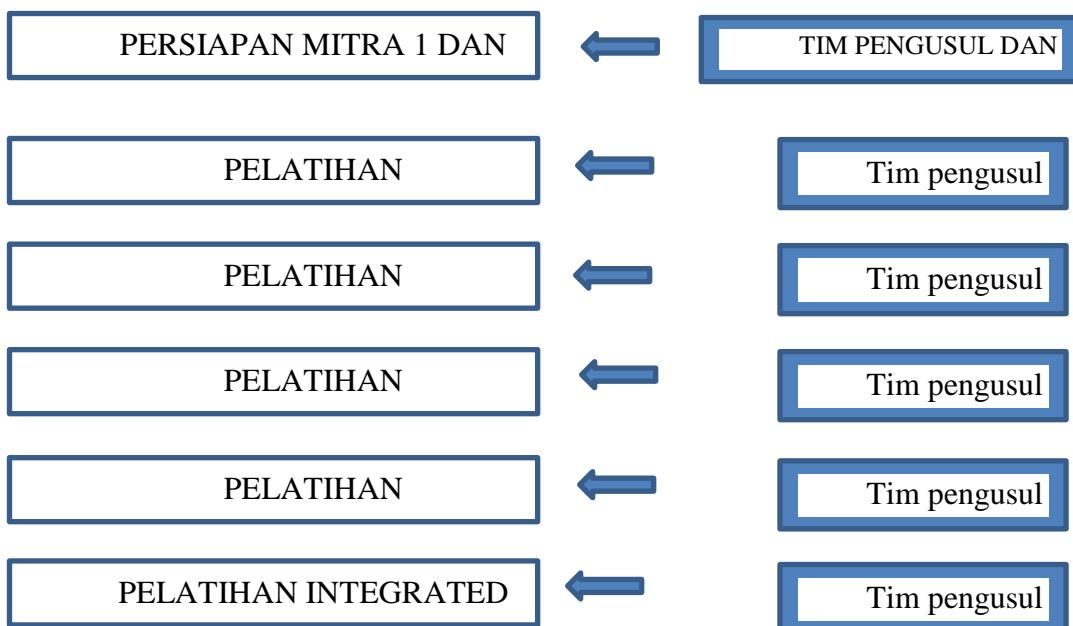 PERSIAPAN MITRA 1 DAN
TIM PENGUSUL DAN
PELATIHAN
Tim pengusul
PELATIHAN
Tim pengusul
PELATIHAN
Tim pengusul
PELATIHAN
Tim pengusul
PELATIHAN INTEGRATED
Tim pengusul